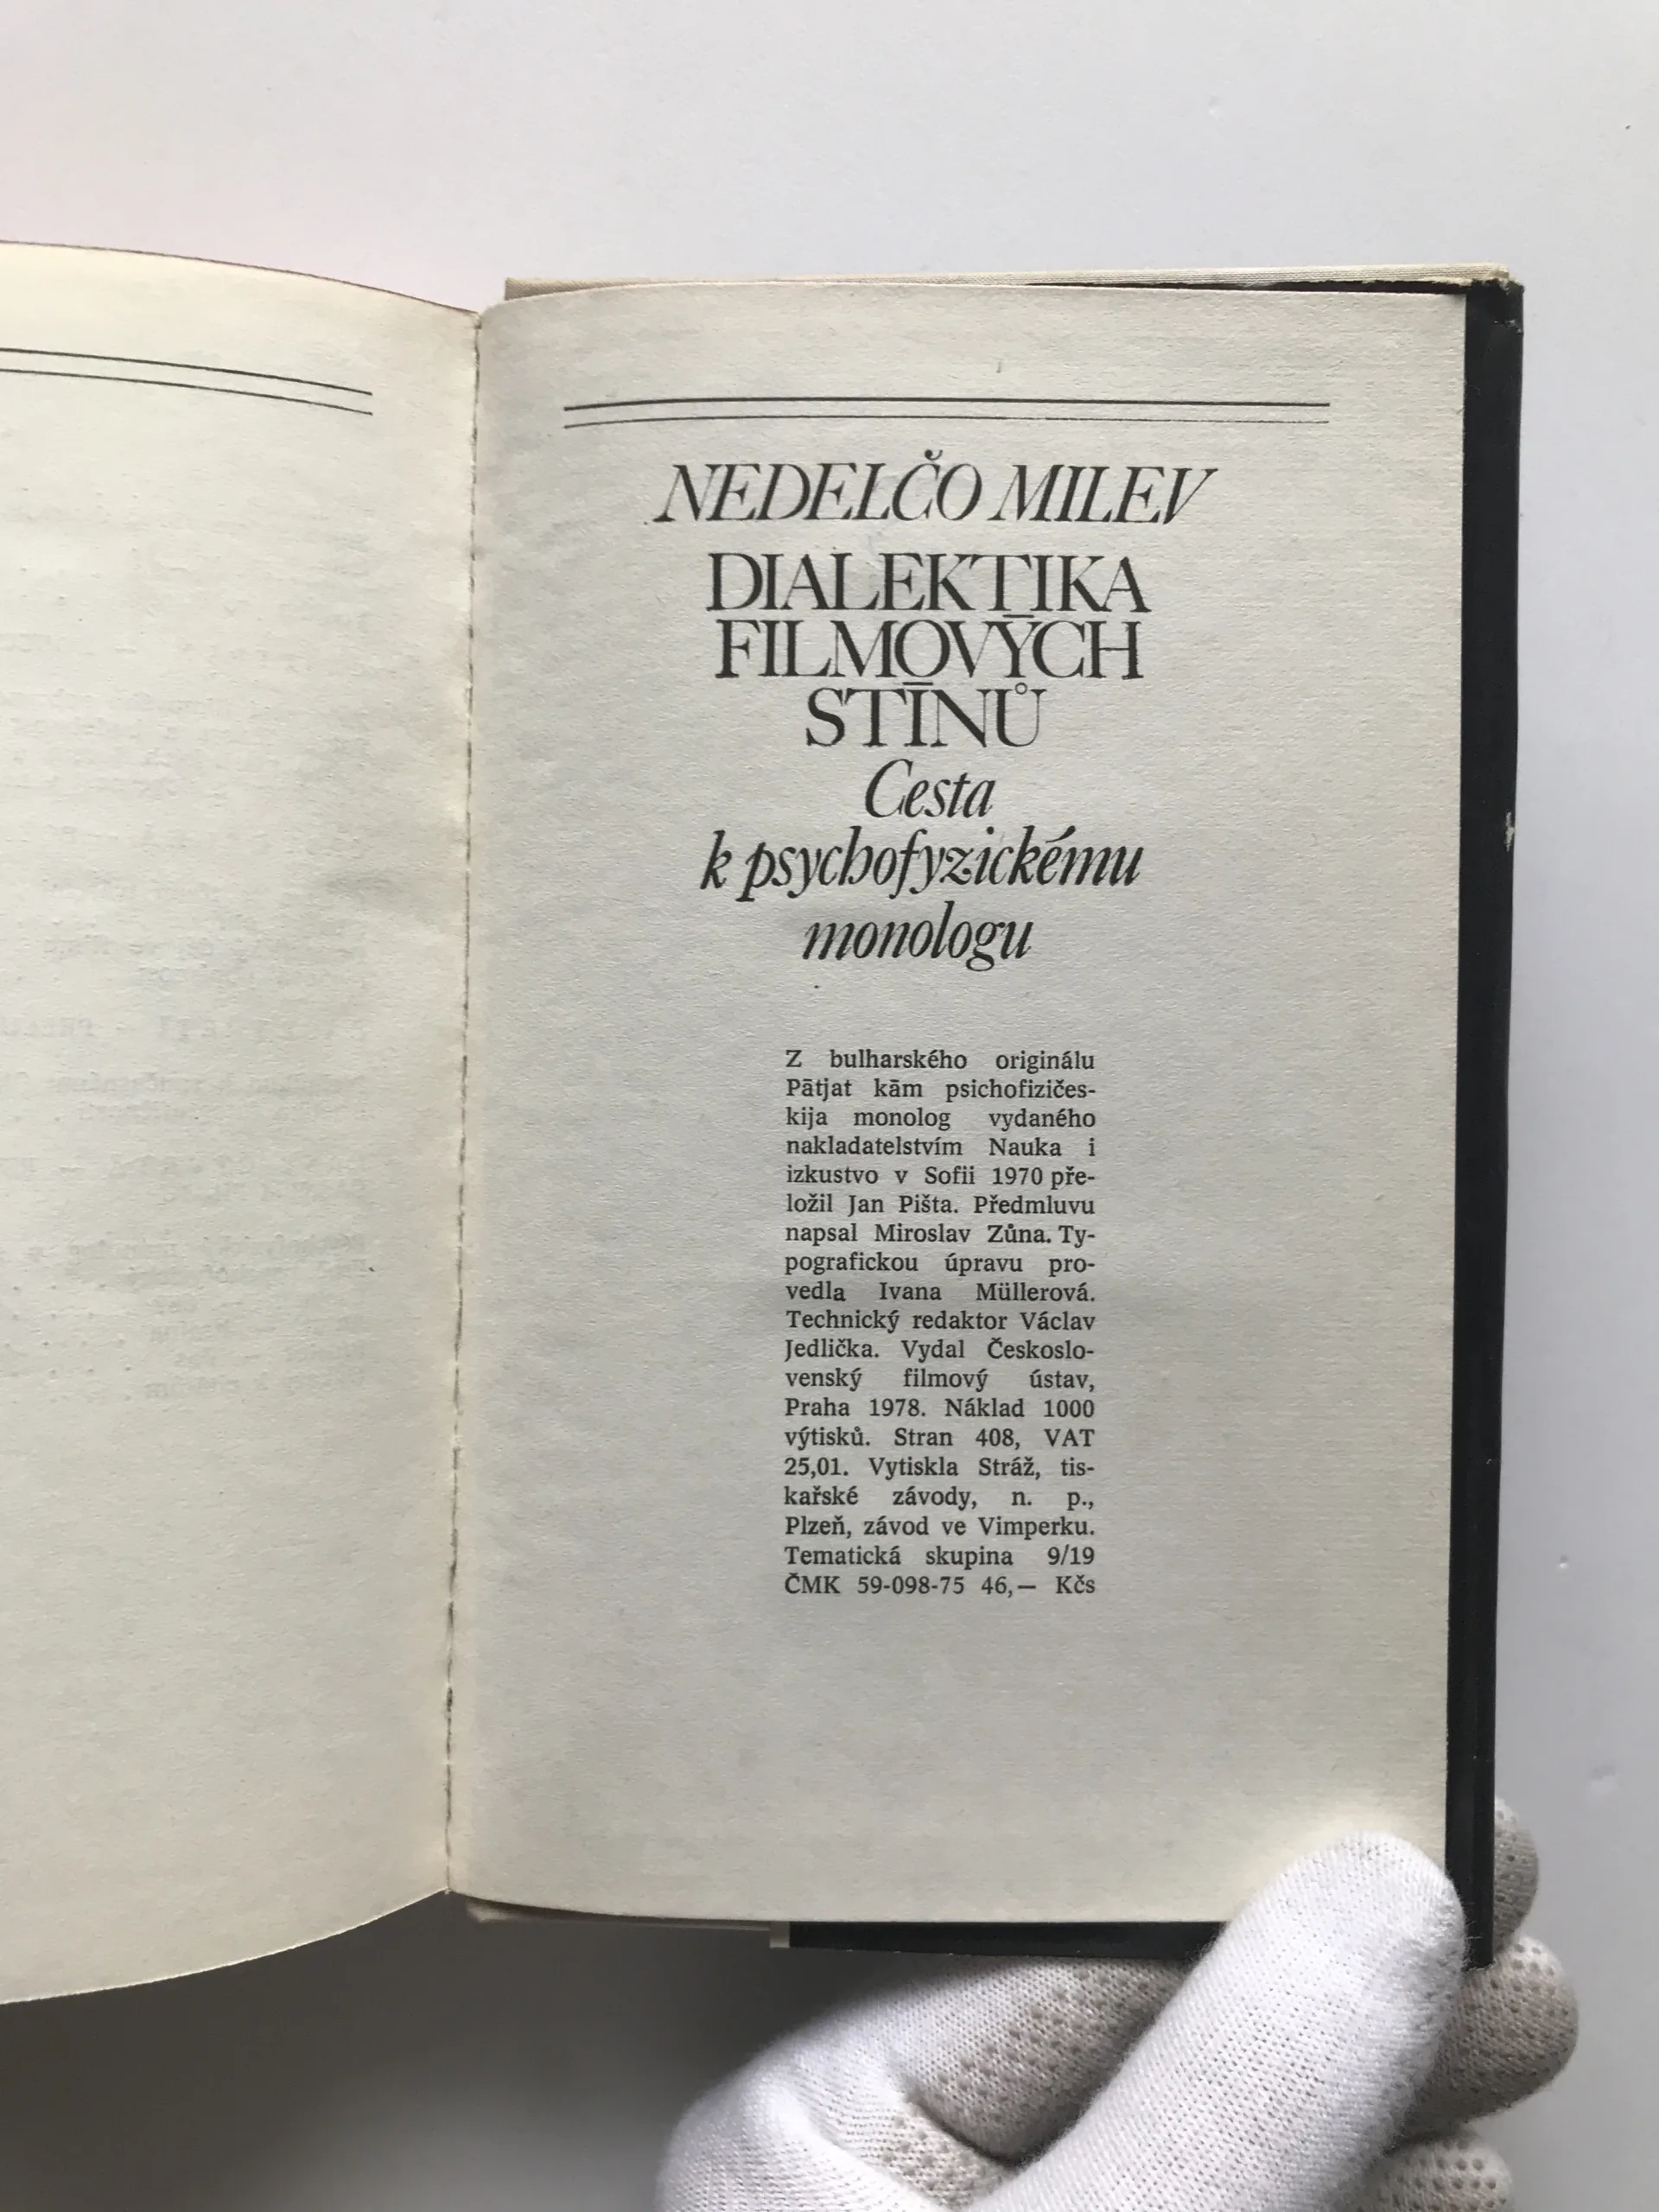 NEDELČO MILEV
DIALEKTIKA
FILMOVÝCH
STÍNŮ
Cesta
k psychofyzickému
monologu
Z bulharského originálu
Pātjat kām psichofizičes-
kija monolog vydaného
nakladatelstvím Nauka i
izkustvo v Sofii 1970 pře-
ložil Jan Pišta. Předmluvu
napsal Miroslav Zůna. Ty-
pografickou úpravu pro-
vedla Ivana Müllerová.
Technický redaktor Václav
Jedlička. Vydal Českoslo-
venský filmový ústav,
Praha 1978. Náklad 1000
výtisků. Stran 408, VAT
25,01. Vytiskla Stráž, tis-
kařské závody, n. p.,
Plzeň, závod ve Vimperku.
Tematická skupina 9/19
ČMK 59-098-75 46,— Kčs